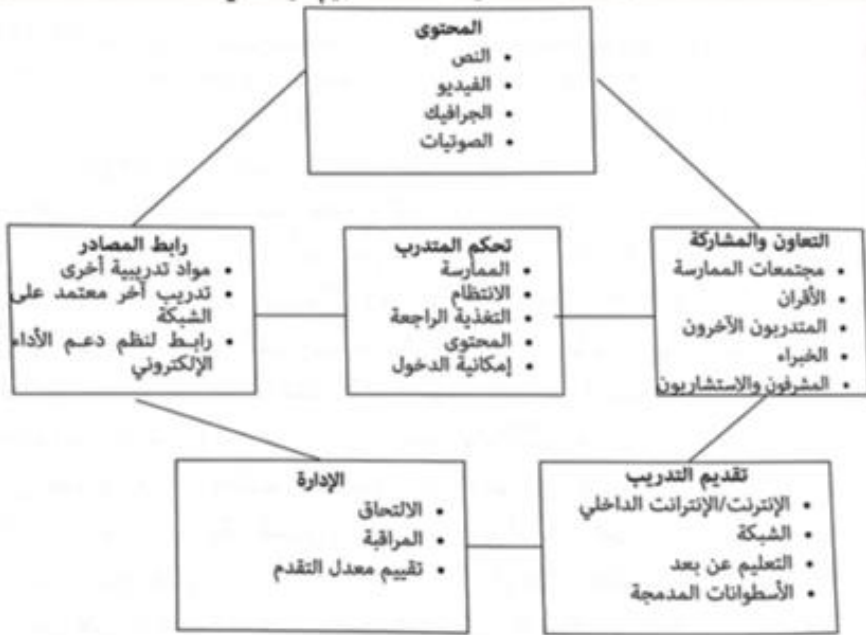 المحتوى
• النص
• الفيديو
• الجرافيك
• الصوتيات
التعاون والمشاركة
• مجتمعات الممارسة
• الأقران
• المتدربون الآخرون
• الخبراء
• المشرفون والاستشاريون
تحكم المتدرب
• الممارسة
• الانتظام
• التغذية الراجعة
• المحتوى
• إمكانية الدخول
رابط المصادر
• مواد تدريبية أخرى
• تدريب آخر معتمد على
الشبكة
• رابط لنظم دعم الأداء
الإلكتروني
تقديم التدريب
• الإنترنت/الإنترانت الداخلي
• الشبكة
• التعليم عن بعد
• الأسطوانات المدمجة
الإدارة
• الالتحاق
• المراقبة
• تقييم معدل التقدم